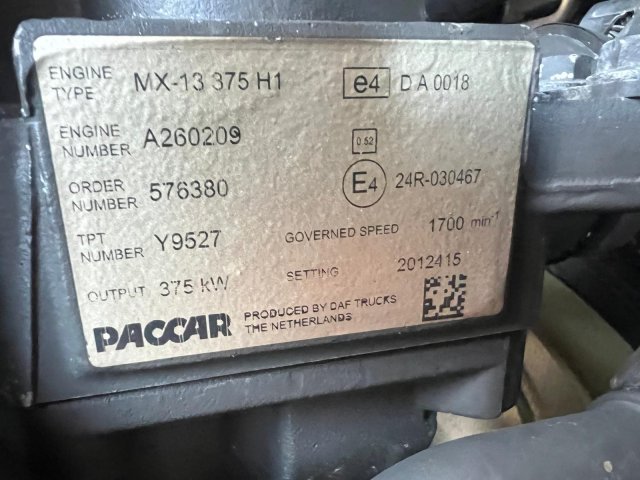 ENGINE TYPE MX-13 375 H1 e4 D A 0018
ENGINE NUMBER A260209 0.52
ORDER NUMBER 576380 E4 24R-030467
TPT NUMBER Y9527 GOVERNED SPEED 1700 min-1
OUTPUT 375 kW SETTING 2012415
PACCAR PRODUCED BY DAF TRUCKS
THE NETHERLANDS